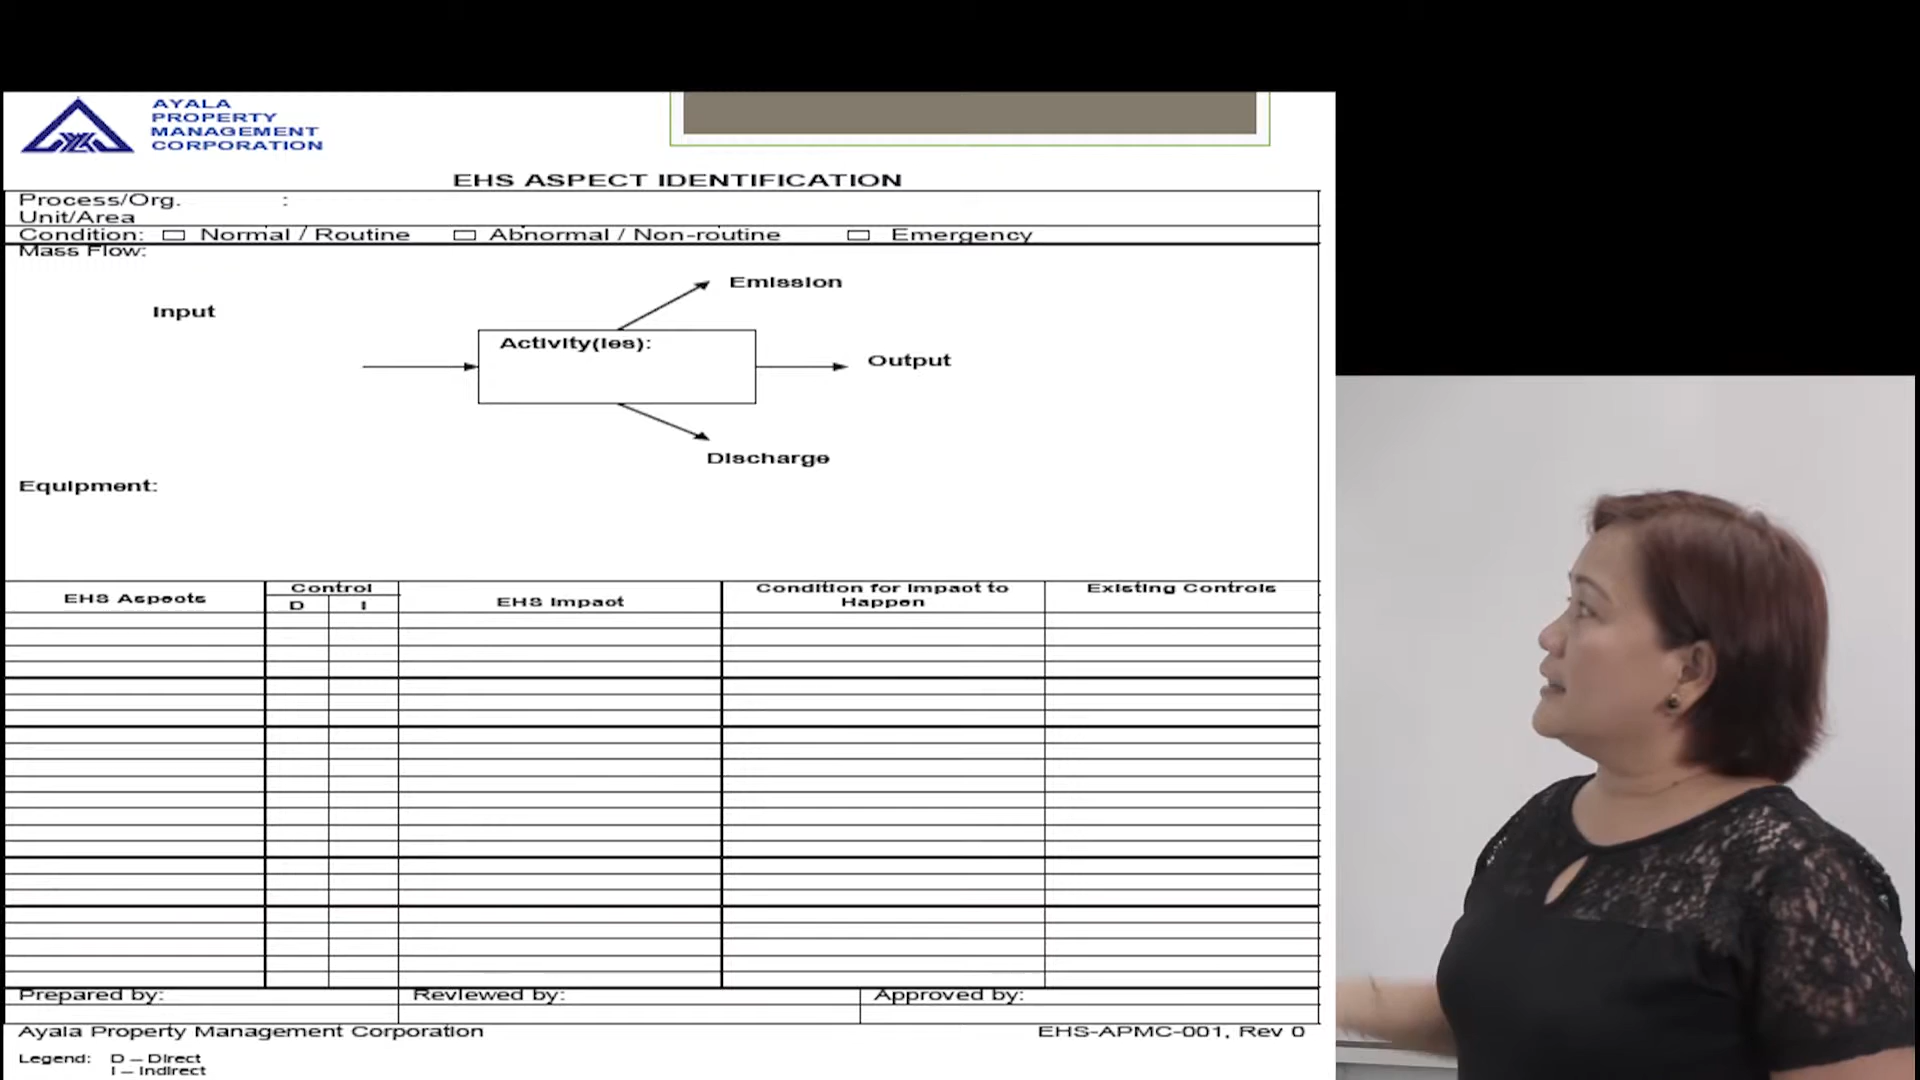 AYALA
PROPERTY
MANAGEMENT
CORPORATION
EHS ASPECT IDENTIFICATION
Process/Org. :
Unit/Area
Condition: Normal / Routine Abnormal / Non-routine Emergency
Mass Flow:
Emission
Input
Activity(ies):
Output
Discharge
Equipment:
EHS Aspects Control EHS Impact Condition for Impact to Happen Existing Controls
D I
Prepared by: Reviewed by: Approved by:
Ayala Property Management Corporation EHS-APMC-001, Rev 0
Legend: D – Direct
I – Indirect